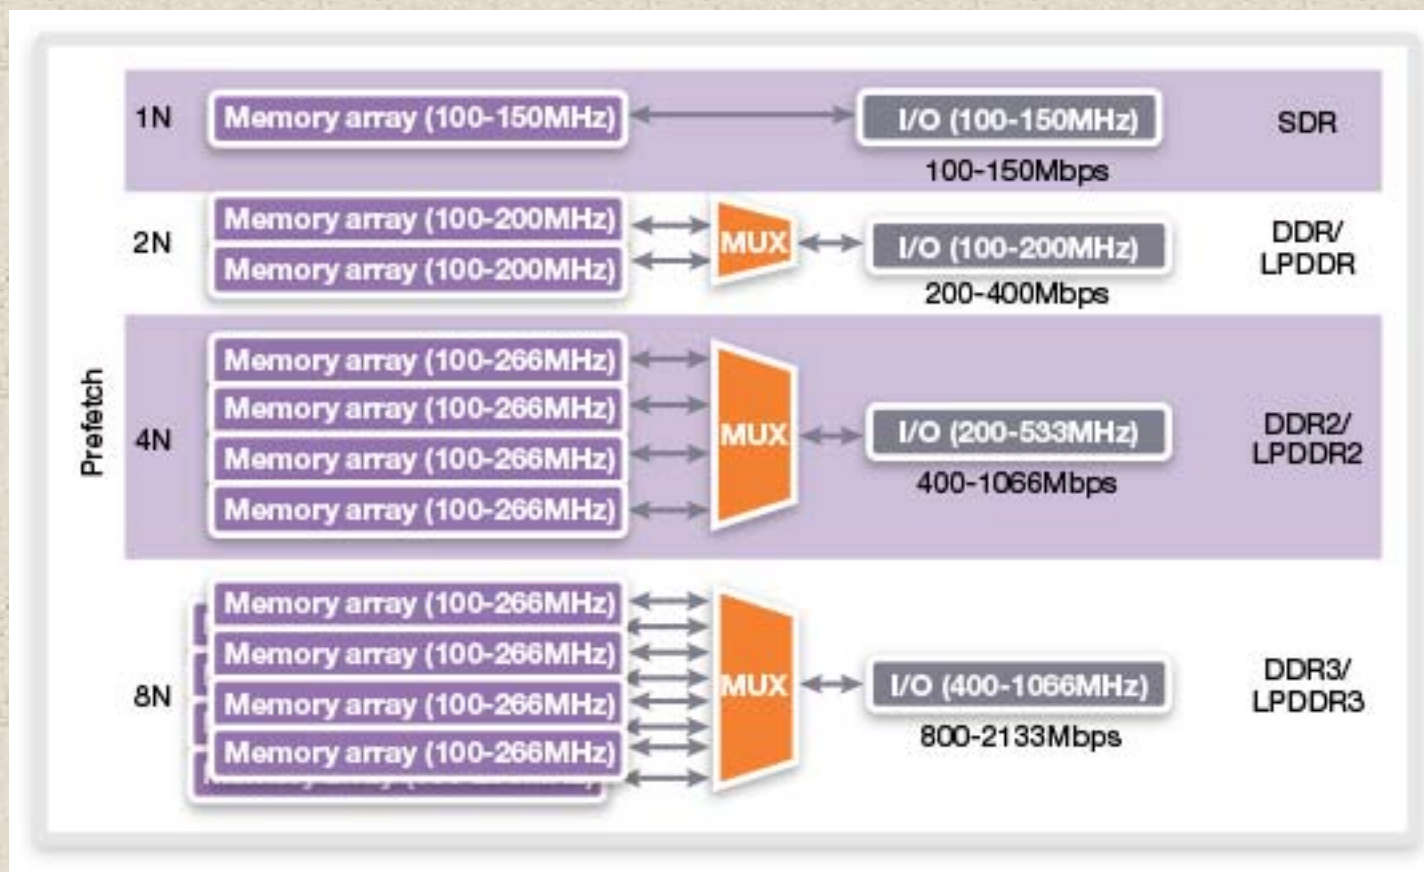 1N
Memory array (100-150MHz)
I/O (100-150MHz)
100-150Mbps
SDR
2N
Memory array (100-200MHz)
Memory array (100-200MHz)
MUX
I/O (100-200MHz)
200-400Mbps
DDR/
LPDDR
Prefetch
4N
Memory array (100-266MHz)
Memory array (100-266MHz)
Memory array (100-266MHz)
Memory array (100-266MHz)
MUX
I/O (200-533MHz)
400-1066Mbps
DDR2/
LPDDR2
8N
Memory array (100-266MHz)
Memory array (100-266MHz)
Memory array (100-266MHz)
Memory array (100-266MHz)
MUX
I/O (400-1066MHz)
800-2133Mbps
DDR3/
LPDDR3